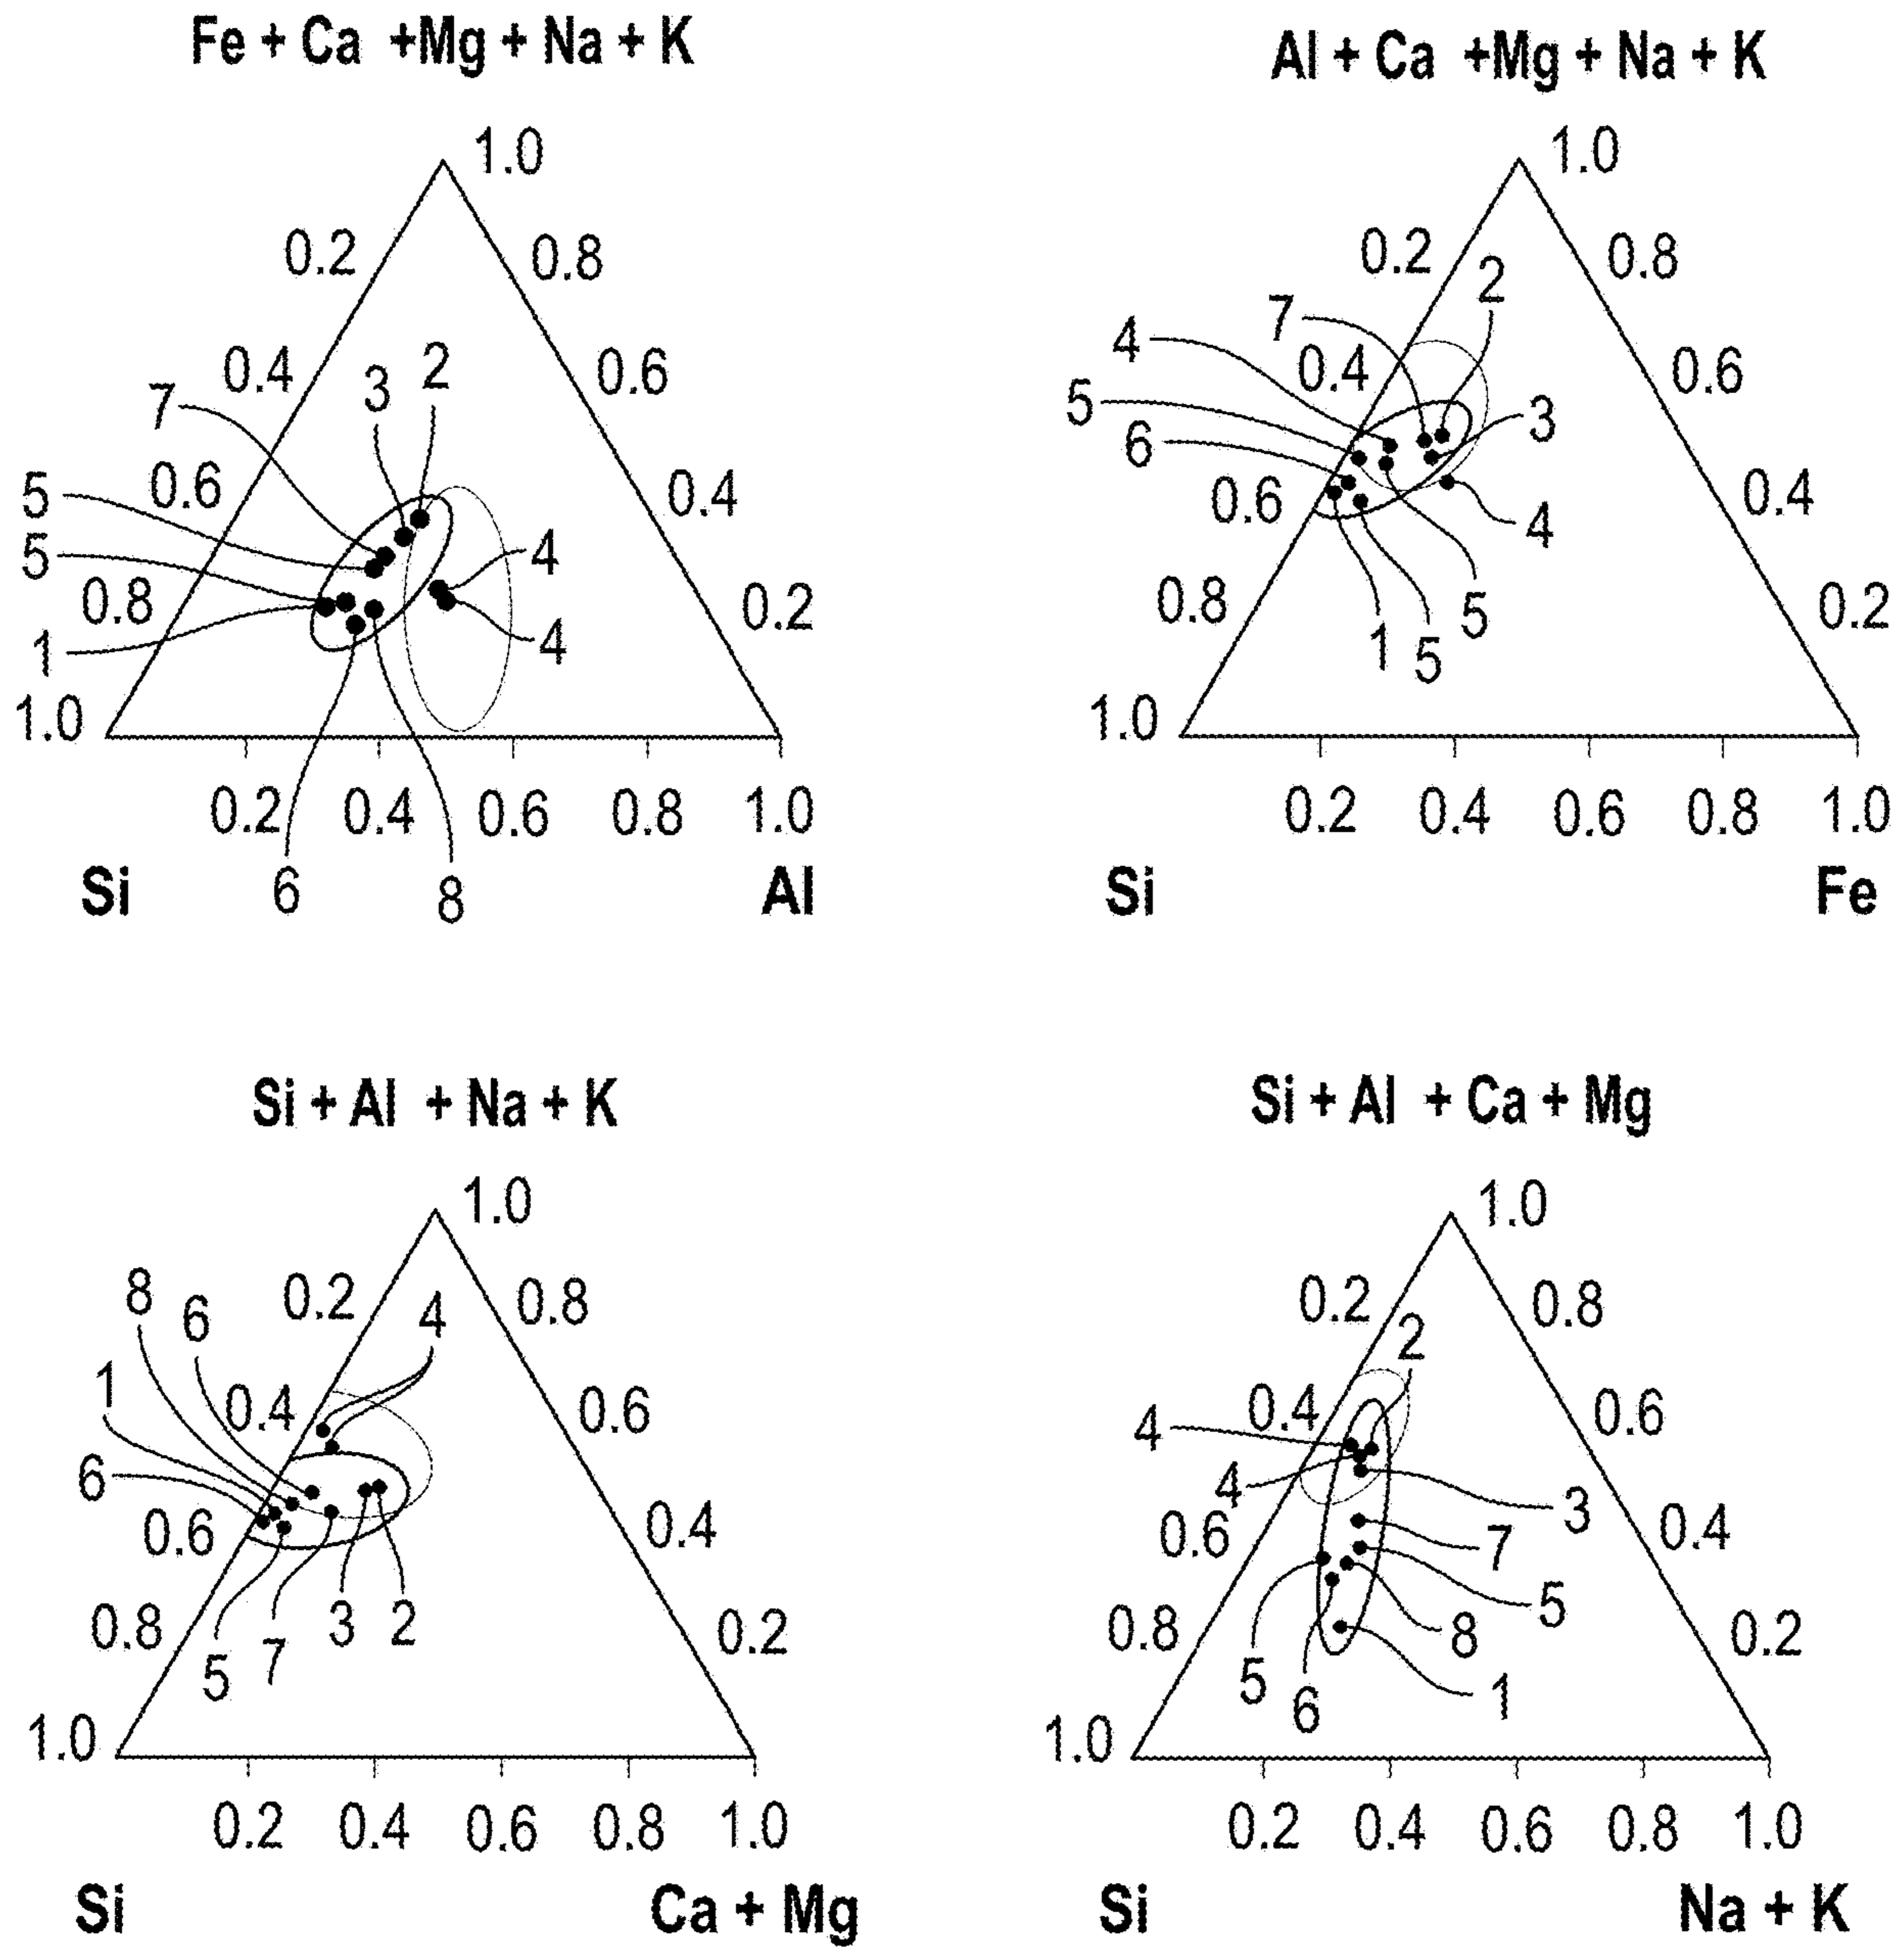 Fe + Ca +Mg + Na + K
1.0
0.2 0.8
0.4 0.6
7 3 2
5 0.6 0.4
5 4
0.8 0.2
1 4
1.0
0.2 0.4 0.6 0.8 1.0
Si 6 8 Al
Al + Ca +Mg + Na + K
1.0
0.2 2 0.8
7
4 0.4 0.6
5
6 3
0.6 0.4
4
0.8 5 0.2
1 5
1.0
0.2 0.4 0.6 0.8 1.0
Si Fe
Si + Al + Na + K
1.0
8 6 0.2 4 0.8
1 0.4 0.6
6
0.6 0.4
0.8 3 2 0.2
5 7
1.0
0.2 0.4 0.6 0.8 1.0
Si Ca + Mg
Si + Al + Ca + Mg
1.0
0.2 2 0.8
4 0.4 0.6
4 3
0.6 7 0.4
5
0.8 8 0.2
5 6 1
1.0
0.2 0.4 0.6 0.8 1.0
Si Na + K